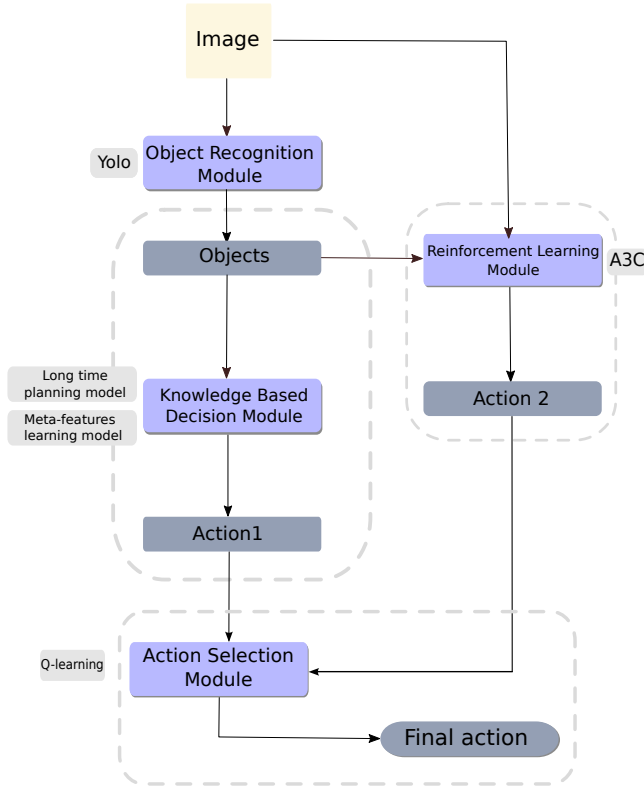 Image
Yolo
Object Recognition
Module
Objects
Reinforcement Learning
Module
A3C
Long time
planning model
Meta-features
learning model
Knowledge Based
Decision Module
Action 2
Action1
Q-learning
Action Selection
Module
Final action